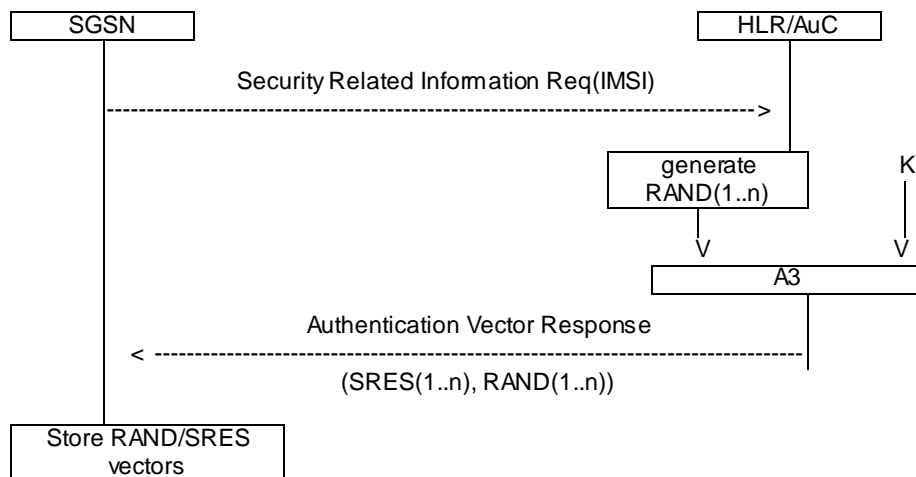 SGSN
HLR/AuC
Security Related Information Req(IMSI)
>
generate
RAND(1..n)
K
V
V
A3
Authentication Vector Response
<
(SRES(1..n), RAND(1..n))
Store RAND/SRES
vectors